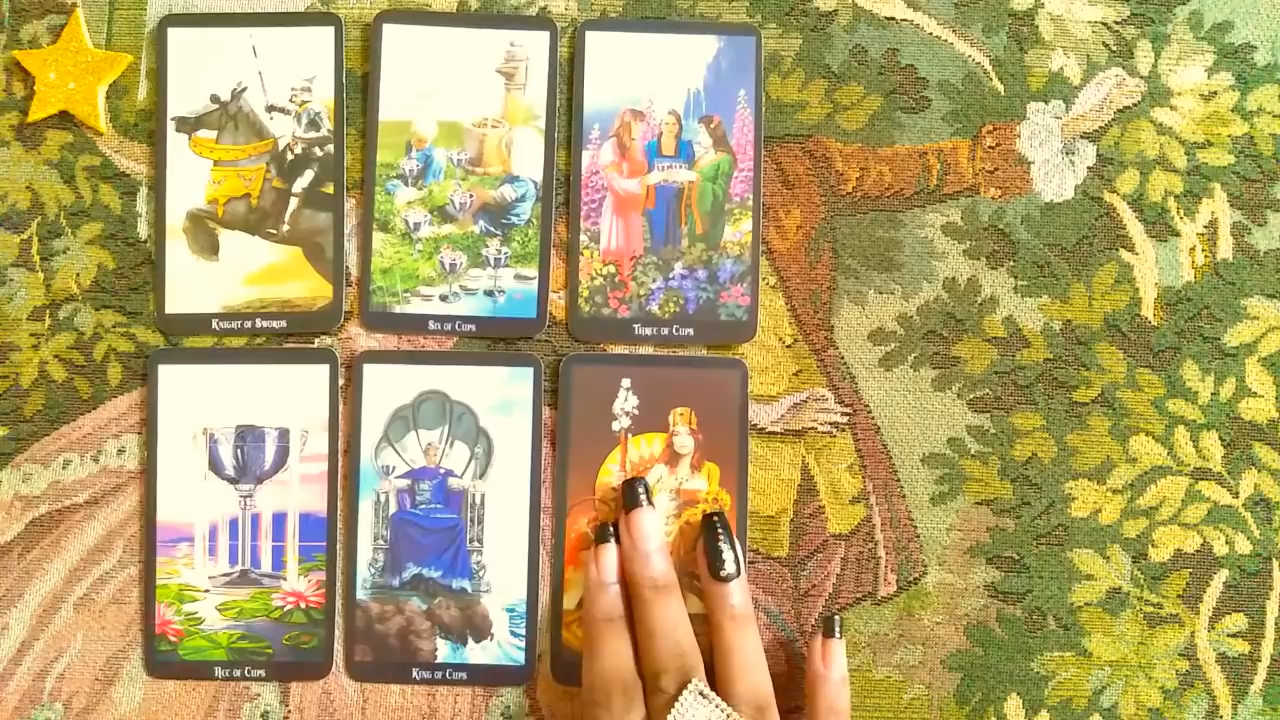 Knight of Swords
Six of Cups
Three of Cups
Ace of Cups
King of Cups